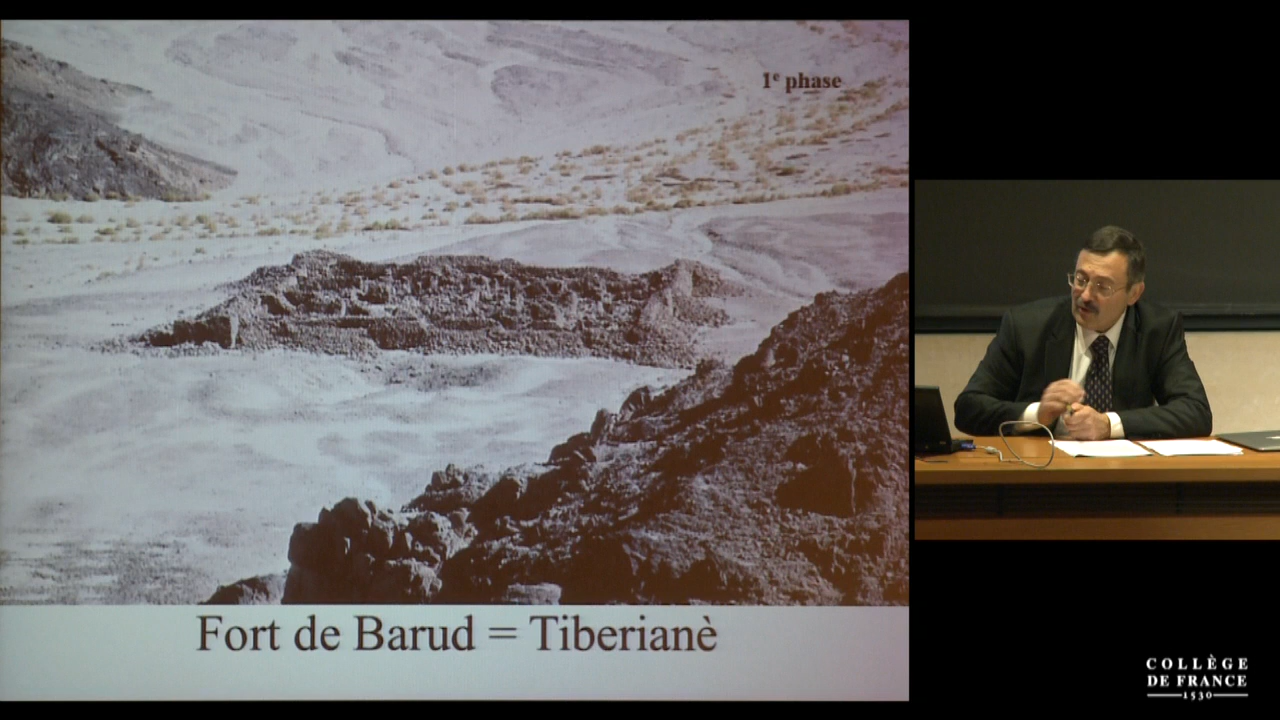 1ᵉ phase
Fort de Barud = Tiberianè
COLLÈGE
DE FRANCE
1530